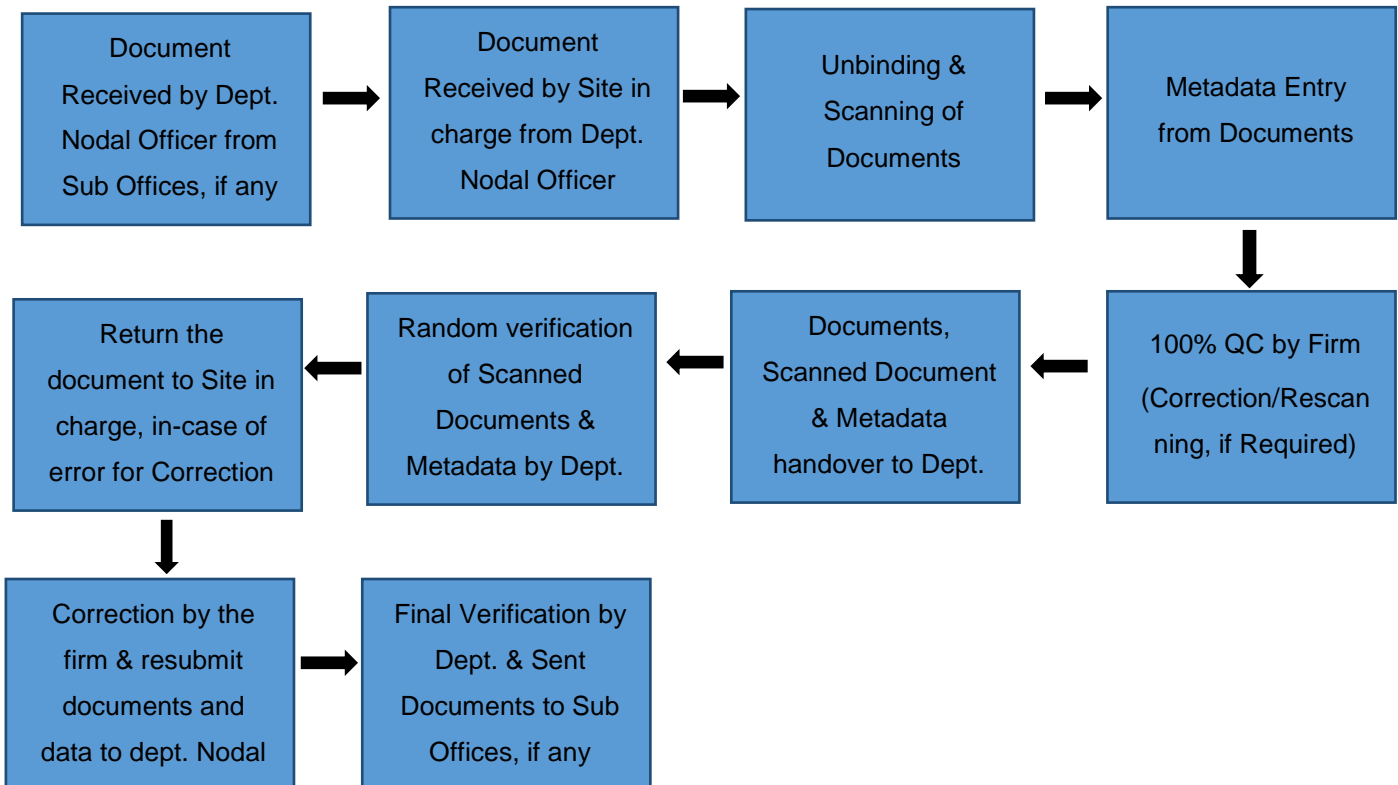 Document
Received by Dept.
Nodal Officer from
Sub Offices, if any
Document
Received by Site in
charge from Dept.
Nodal Officer
Unbinding &
Scanning of
Documents
Metadata Entry
from Documents
100% QC by Firm
(Correction/Rescan
ning, if Required)
Documents,
Scanned Document
& Metadata
handover to Dept.
Random verification
of Scanned
Documents &
Metadata by Dept.
Return the
document to Site in
charge, in-case of
error for Correction
Correction by the
firm & resubmit
documents and
data to dept. Nodal
Final Verification by
Dept. & Sent
Documents to Sub
Offices, if any